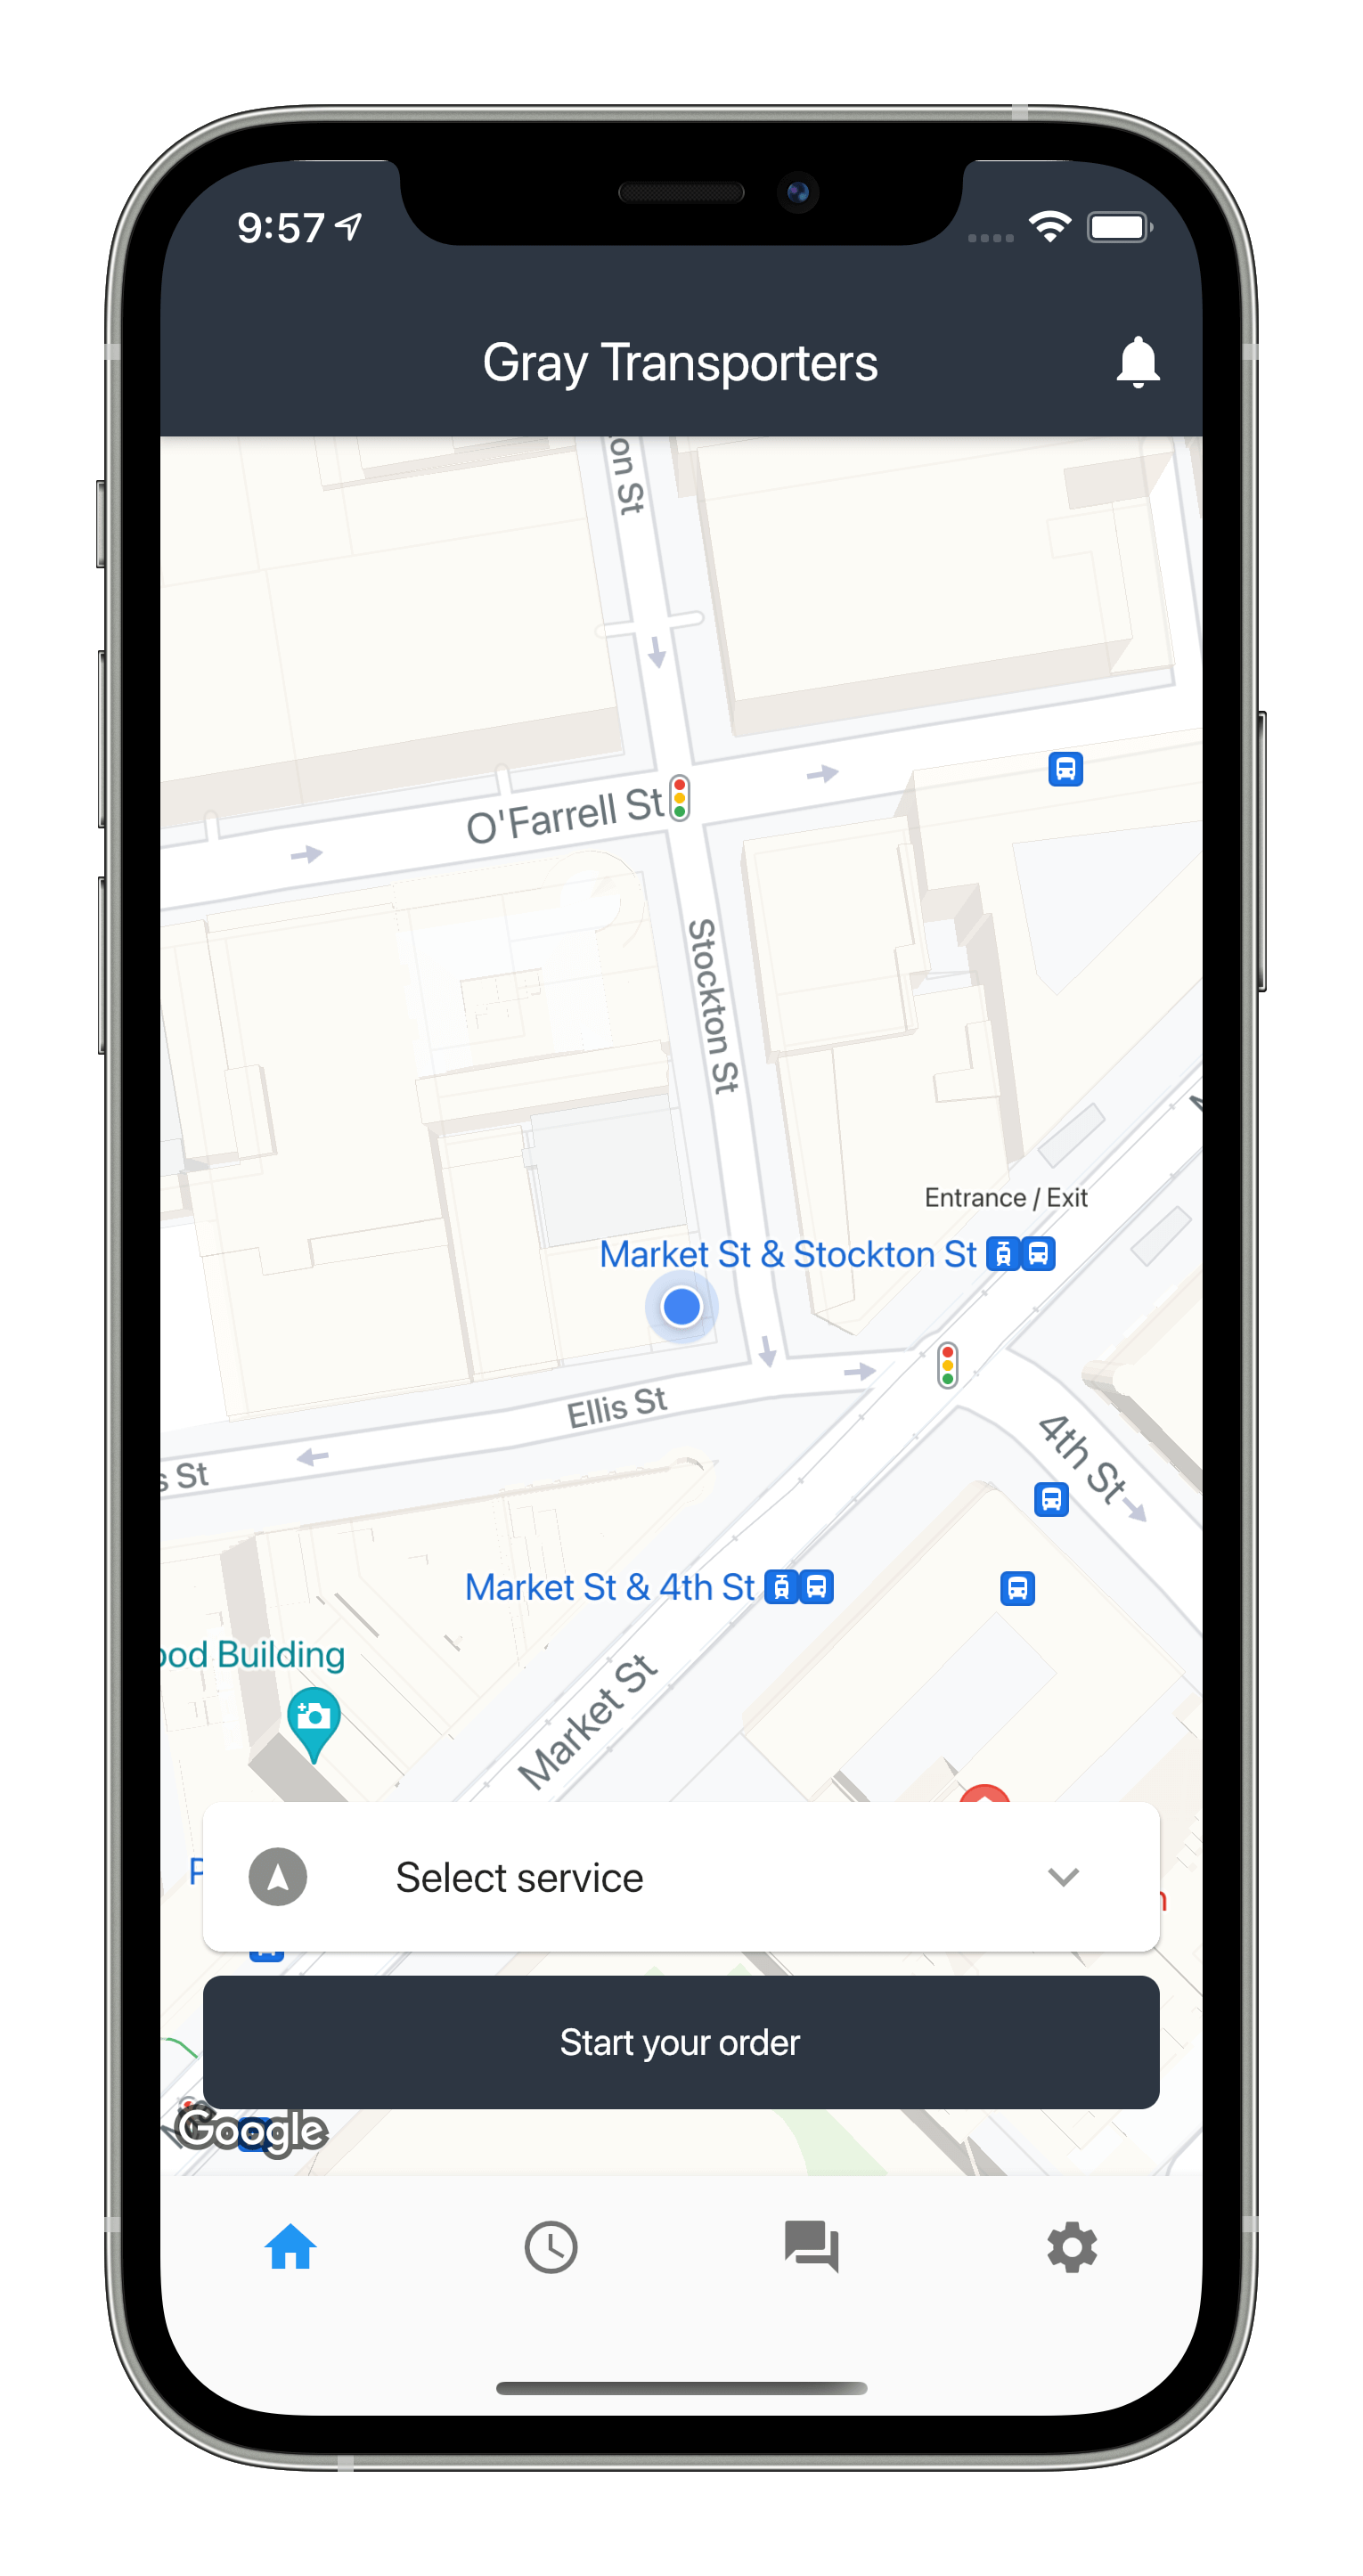 9:57
Gray Transporters
on St
O'Farrell St
Stockton St
Entrance / Exit
Market St & Stockton St
Ellis St
s St
4th St
Market St & 4th St
ood Building
Market St
P
Select service
n
Start your order
Google